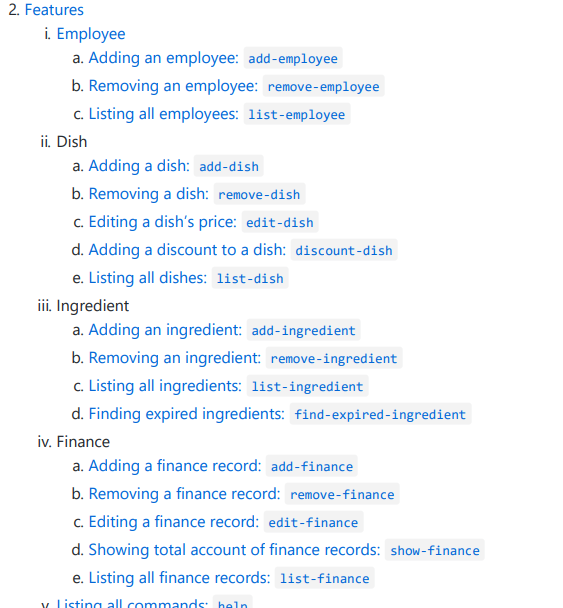 2. Features
i. Employee
a. Adding an employee: add-employee
b. Removing an employee: remove-employee
c. Listing all employees: list-employee
ii. Dish
a. Adding a dish: add-dish
b. Removing a dish: remove-dish
c. Editing a dish’s price: edit-dish
d. Adding a discount to a dish: discount-dish
e. Listing all dishes: list-dish
iii. Ingredient
a. Adding an ingredient: add-ingredient
b. Removing an ingredient: remove-ingredient
c. Listing all ingredients: list-ingredient
d. Finding expired ingredients: find-expired-ingredient
iv. Finance
a. Adding a finance record: add-finance
b. Removing a finance record: remove-finance
c. Editing a finance record: edit-finance
d. Showing total account of finance records: show-finance
e. Listing all finance records: list-finance
v. Listing all commands: help